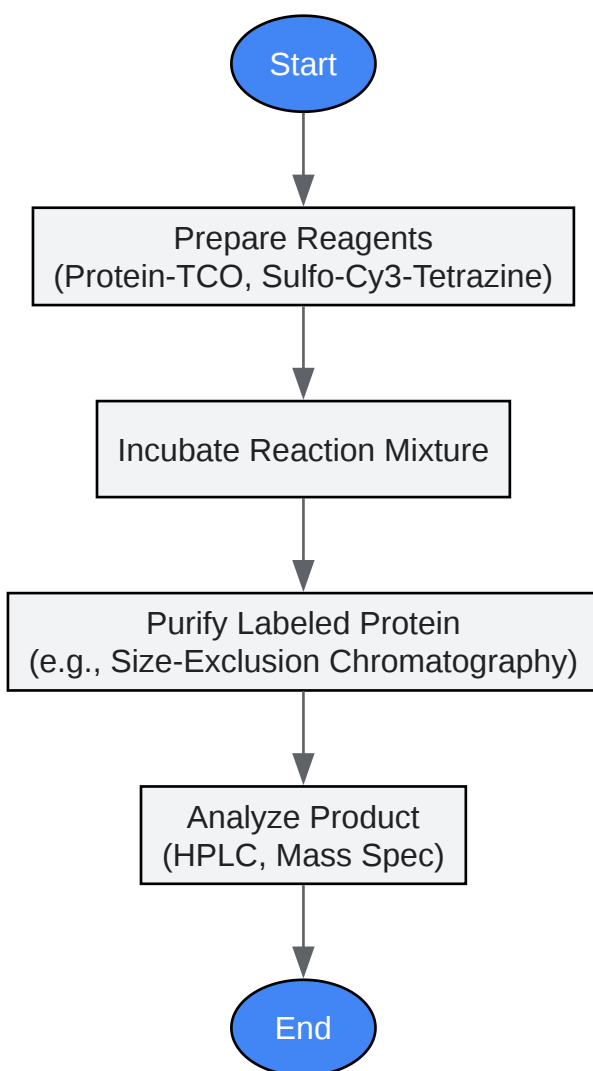 Start
Prepare Reagents
(Protein-TCO, Sulfo-Cy3-Tetrazine)
Incubate Reaction Mixture
Purify Labeled Protein
(e.g., Size-Exclusion Chromatography)
Analyze Product
(HPLC, Mass Spec)
End